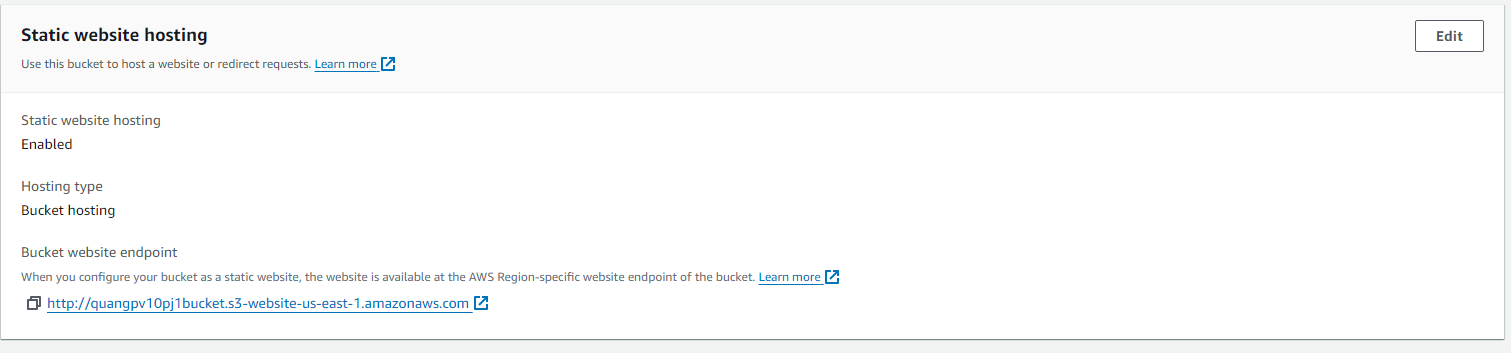 Static website hosting
Edit
Use this bucket to host a website or redirect requests. Learn more
Static website hosting
Enabled
Hosting type
Bucket hosting
Bucket website endpoint
When you configure your bucket as a static website, the website is available at the AWS Region-specific website endpoint of the bucket. Learn more
http://quangpv10pj1bucket.s3-website-us-east-1.amazonaws.com